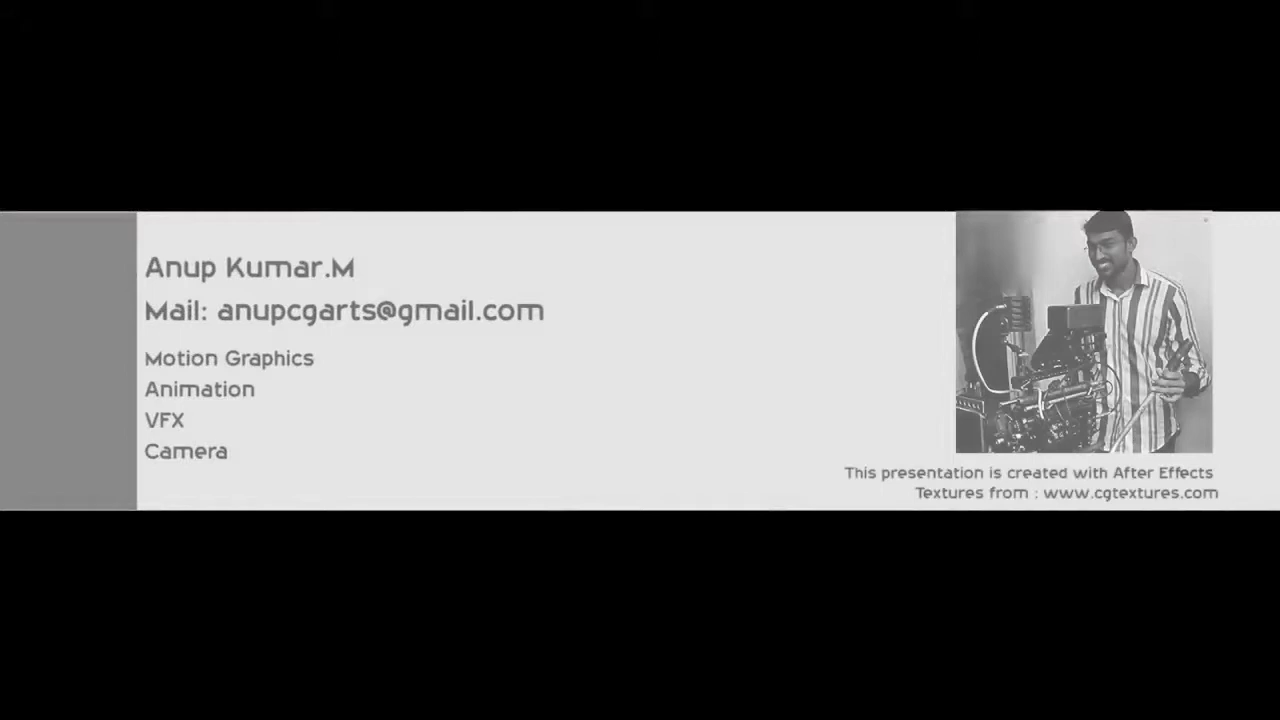 Anup Kumar.M
Mail: anupcgarts@gmail.com
Motion Graphics
Animation
VFX
Camera
This presentation is created with After Effects
Textures from : www.cgtextures.com